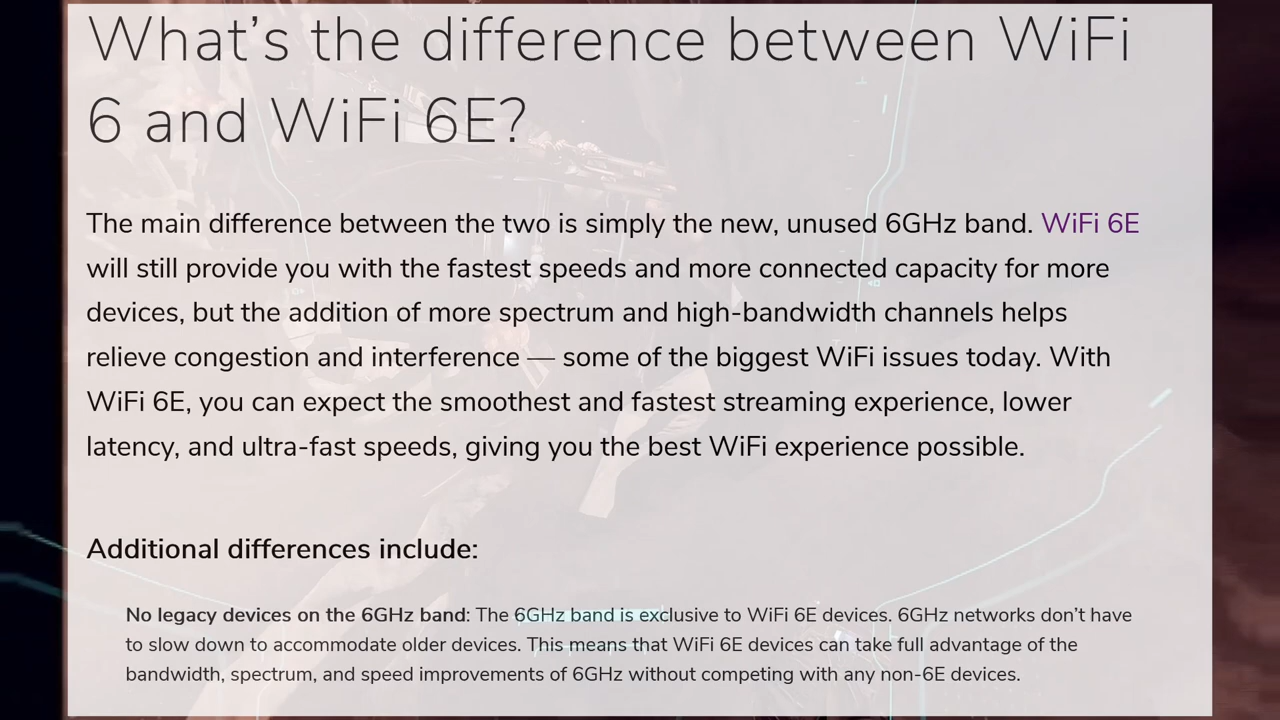 What’s the difference between WiFi
6 and WiFi 6E?
The main difference between the two is simply the new, unused 6GHz band. WiFi 6E
will still provide you with the fastest speeds and more connected capacity for more
devices, but the addition of more spectrum and high-bandwidth channels helps
relieve congestion and interference — some of the biggest WiFi issues today. With
WiFi 6E, you can expect the smoothest and fastest streaming experience, lower
latency, and ultra-fast speeds, giving you the best WiFi experience possible.
Additional differences include:
No legacy devices on the 6GHz band: The 6GHz band is exclusive to WiFi 6E devices. 6GHz networks don’t have
to slow down to accommodate older devices. This means that WiFi 6E devices can take full advantage of the
bandwidth, spectrum, and speed improvements of 6GHz without competing with any non-6E devices.